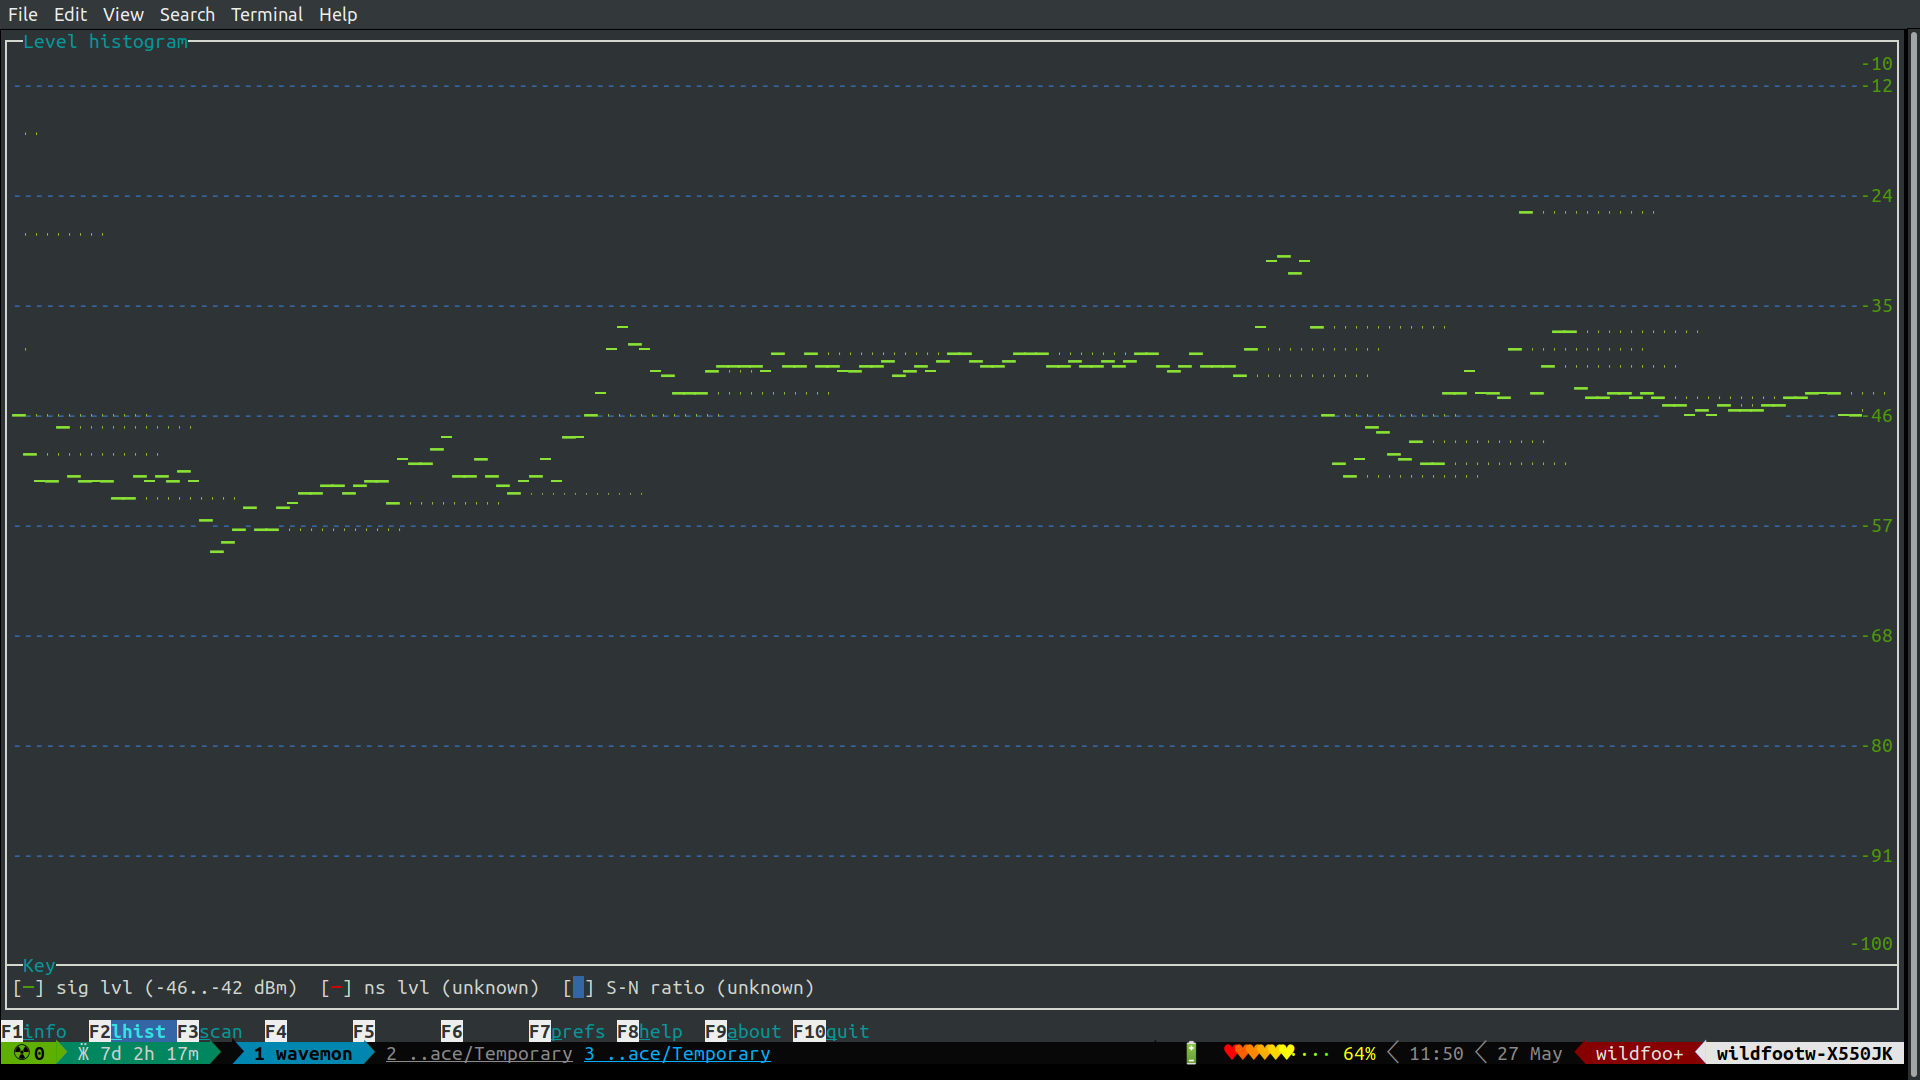 File Edit View Search Terminal Help
Level histogram
-10
-12
-24
-35
-46
-57
-68
-80
-91
-100
Key
[─] sig lvl (-46..-42 dBm) [─] ns lvl (unknown) [ ] S-N ratio (unknown)
F1info F2lhist F3scan F4 F5 F6 F7prefs F8help F9about F10quit
☢0 Ӝ 7d 2h 17m 1 wavemon 2 ..ace/Temporary 3 ..ace/Temporary 🔋 ♥♥♥♥♥♥···· 64% 11:50 27 May wildfoo+ wildfootw-X550JK